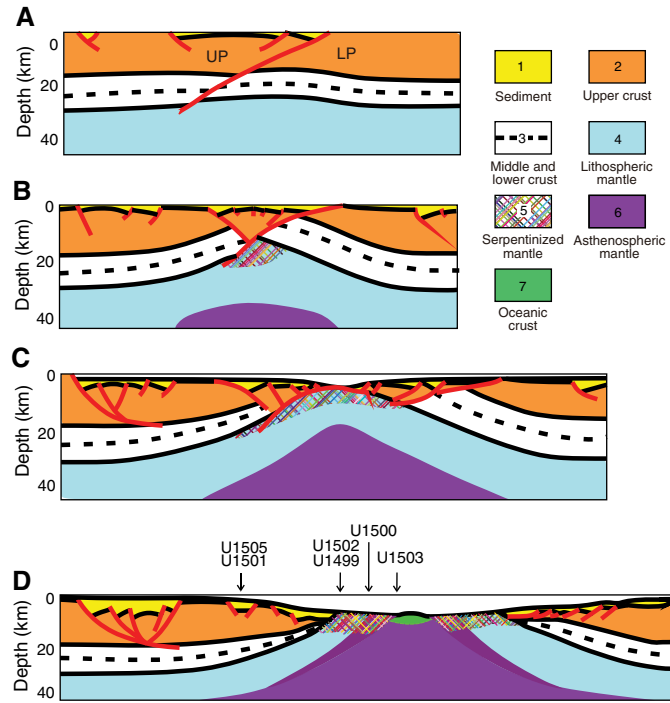 A
0
20
40
Depth (km)
UP
LP
1
Sediment
2
Upper crust
3
Middle and
lower crust
4
Lithospheric
mantle
5
Serpentinized
mantle
6
Asthenospheric
mantle
7
Oceanic
crust
B
0
20
40
Depth (km)
C
0
20
40
Depth (km)
U1505
U1501
U1502
U1499
U1500
U1503
D
0
20
40
Depth (km)